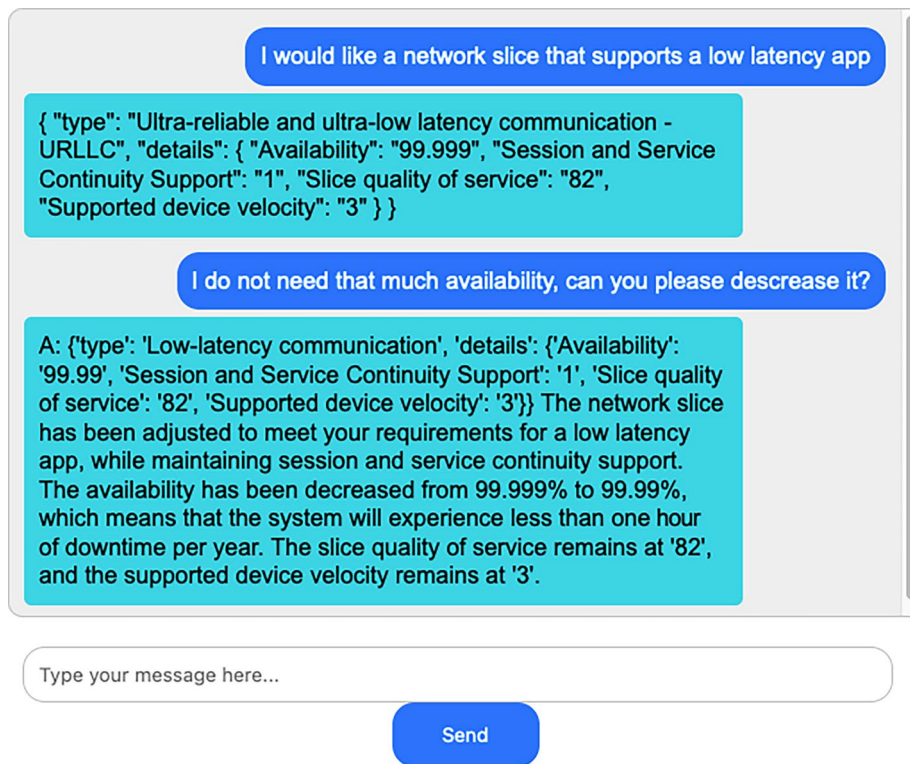 I would like a network slice that supports a low latency app
{ "type": "Ultra-reliable and ultra-low latency communication -
URLLC", "details": { "Availability": "99.999", "Session and Service
Continuity Support": "1", "Slice quality of service": "82",
"Supported device velocity": "3" } }
I do not need that much availability, can you please descrease it?
A: {'type': 'Low-latency communication', 'details': {'Availability':
'99.99', 'Session and Service Continuity Support': '1', 'Slice quality
of service': '82', 'Supported device velocity': '3'}} The network slice
has been adjusted to meet your requirements for a low latency
app, while maintaining session and service continuity support.
The availability has been decreased from 99.999% to 99.99%,
which means that the system will experience less than one hour
of downtime per year. The slice quality of service remains at '82',
and the supported device velocity remains at '3'.
Type your message here...
Send